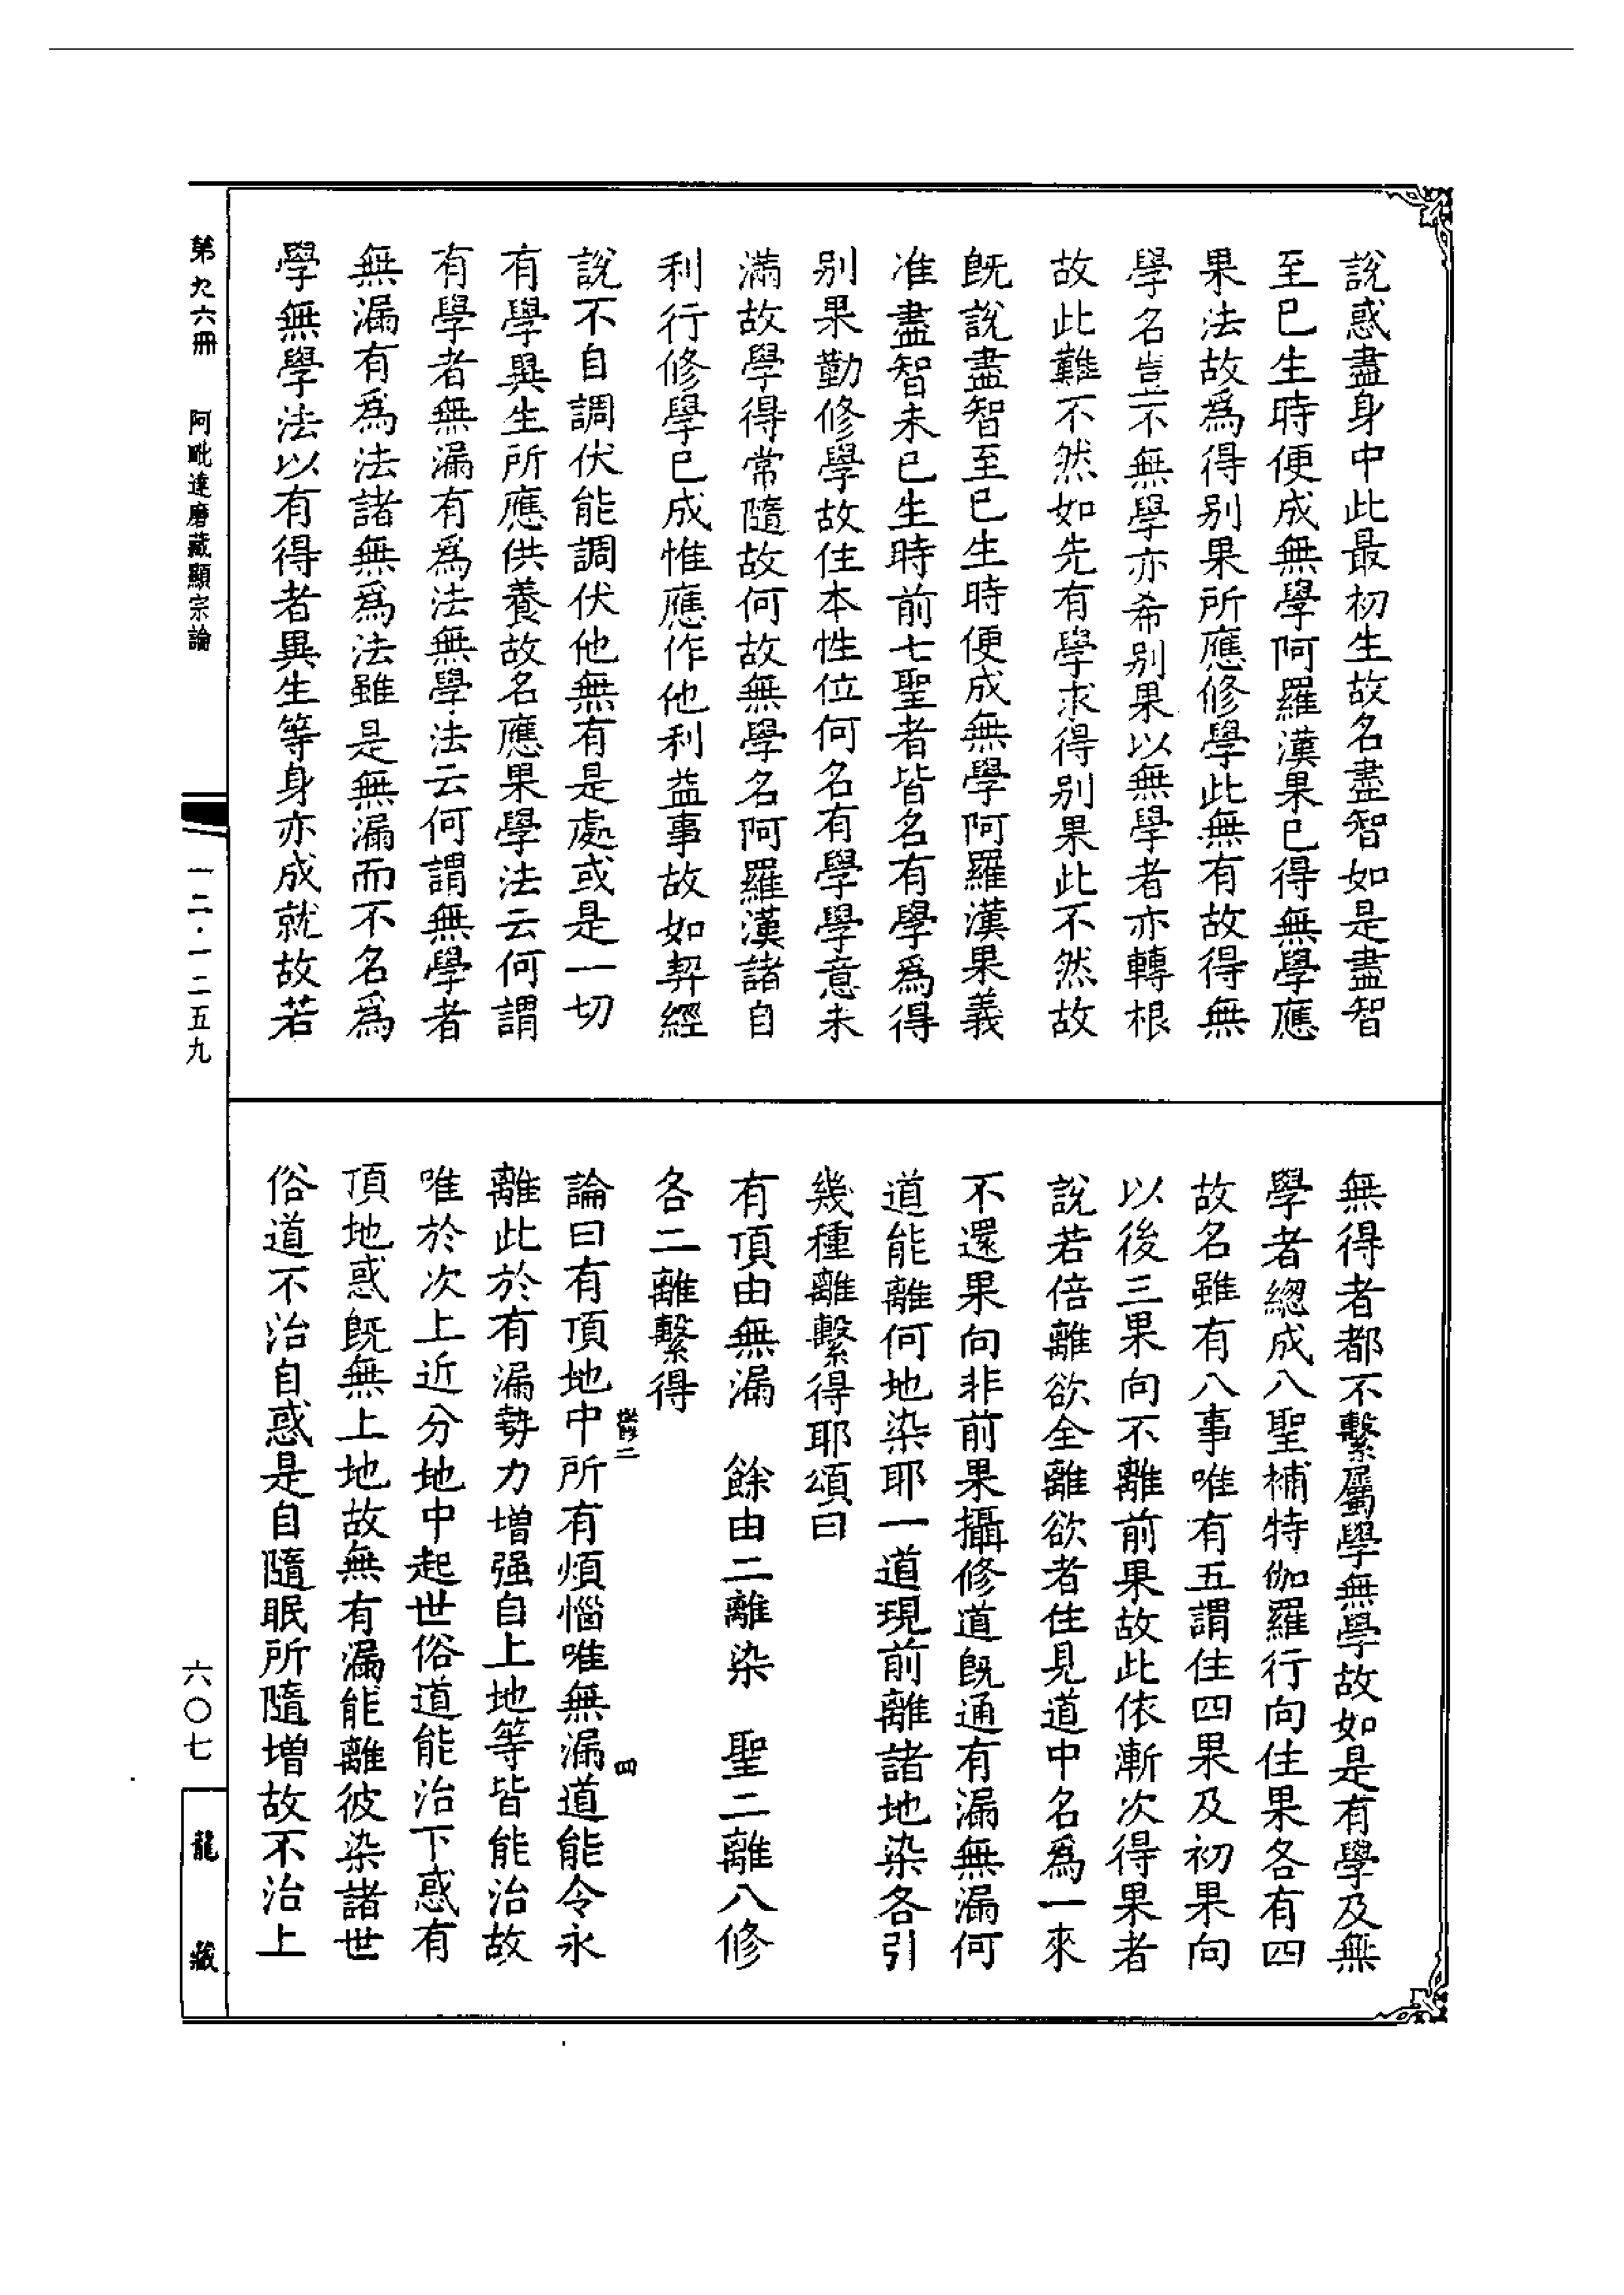 說惑盡身中此最初生故名盡智如是盡智
至已生時便成無學阿羅漢果已得無學應
果法故爲得別果所應修學此無有故得無
學名豈不無學亦希別果以無學者亦轉根
故此難不然如先有學求得別果此不然故
旣說盡智至已生時便成無學阿羅漢果義
准盡智未已生時前七聖者皆名有學爲得
別果勤修學故住本性位何名有學學意未
滿故學得常隨故何故無學名阿羅漢諸自
利行修學已成惟應作他利益事故如契經
說不自調伏能調伏他無有是處或是一切
有學異生所應供養故名應果學法云何謂
有學者無漏有爲法無學法云何謂無學者
無漏有爲法諸無爲法雖是無漏而不名爲
學無學法以有得者異生等身亦成就故若
無得者都不繫屬學無學故如是有學及無
學者總成八聖補特伽羅行向住果各有四
故名雖有八事唯有五謂住四果及初果向
以後三果向不離前果故此依漸次得果者
說若倍離欲全離欲者住見道中名爲一來
不還果向非前果攝修道旣通有漏無漏何
道能離何地染耶一道現前離諸地染各引
幾種離繫得耶頌曰
有頂由無漏　餘由二離染　聖二離八修
各二離繫得
論曰有頂地中所有煩惱唯無漏道能令永
離此於有漏勢力增强自上地等皆能治故
唯於次上近分地中起世俗道能治下惑有
頂地惑旣無上地故無有漏能離彼染諸世
俗道不治自惑是自隨眠所隨增故不治上
四
第九六冊　阿毗達磨藏顯宗論
一二·一二五九
六〇七
龍藏